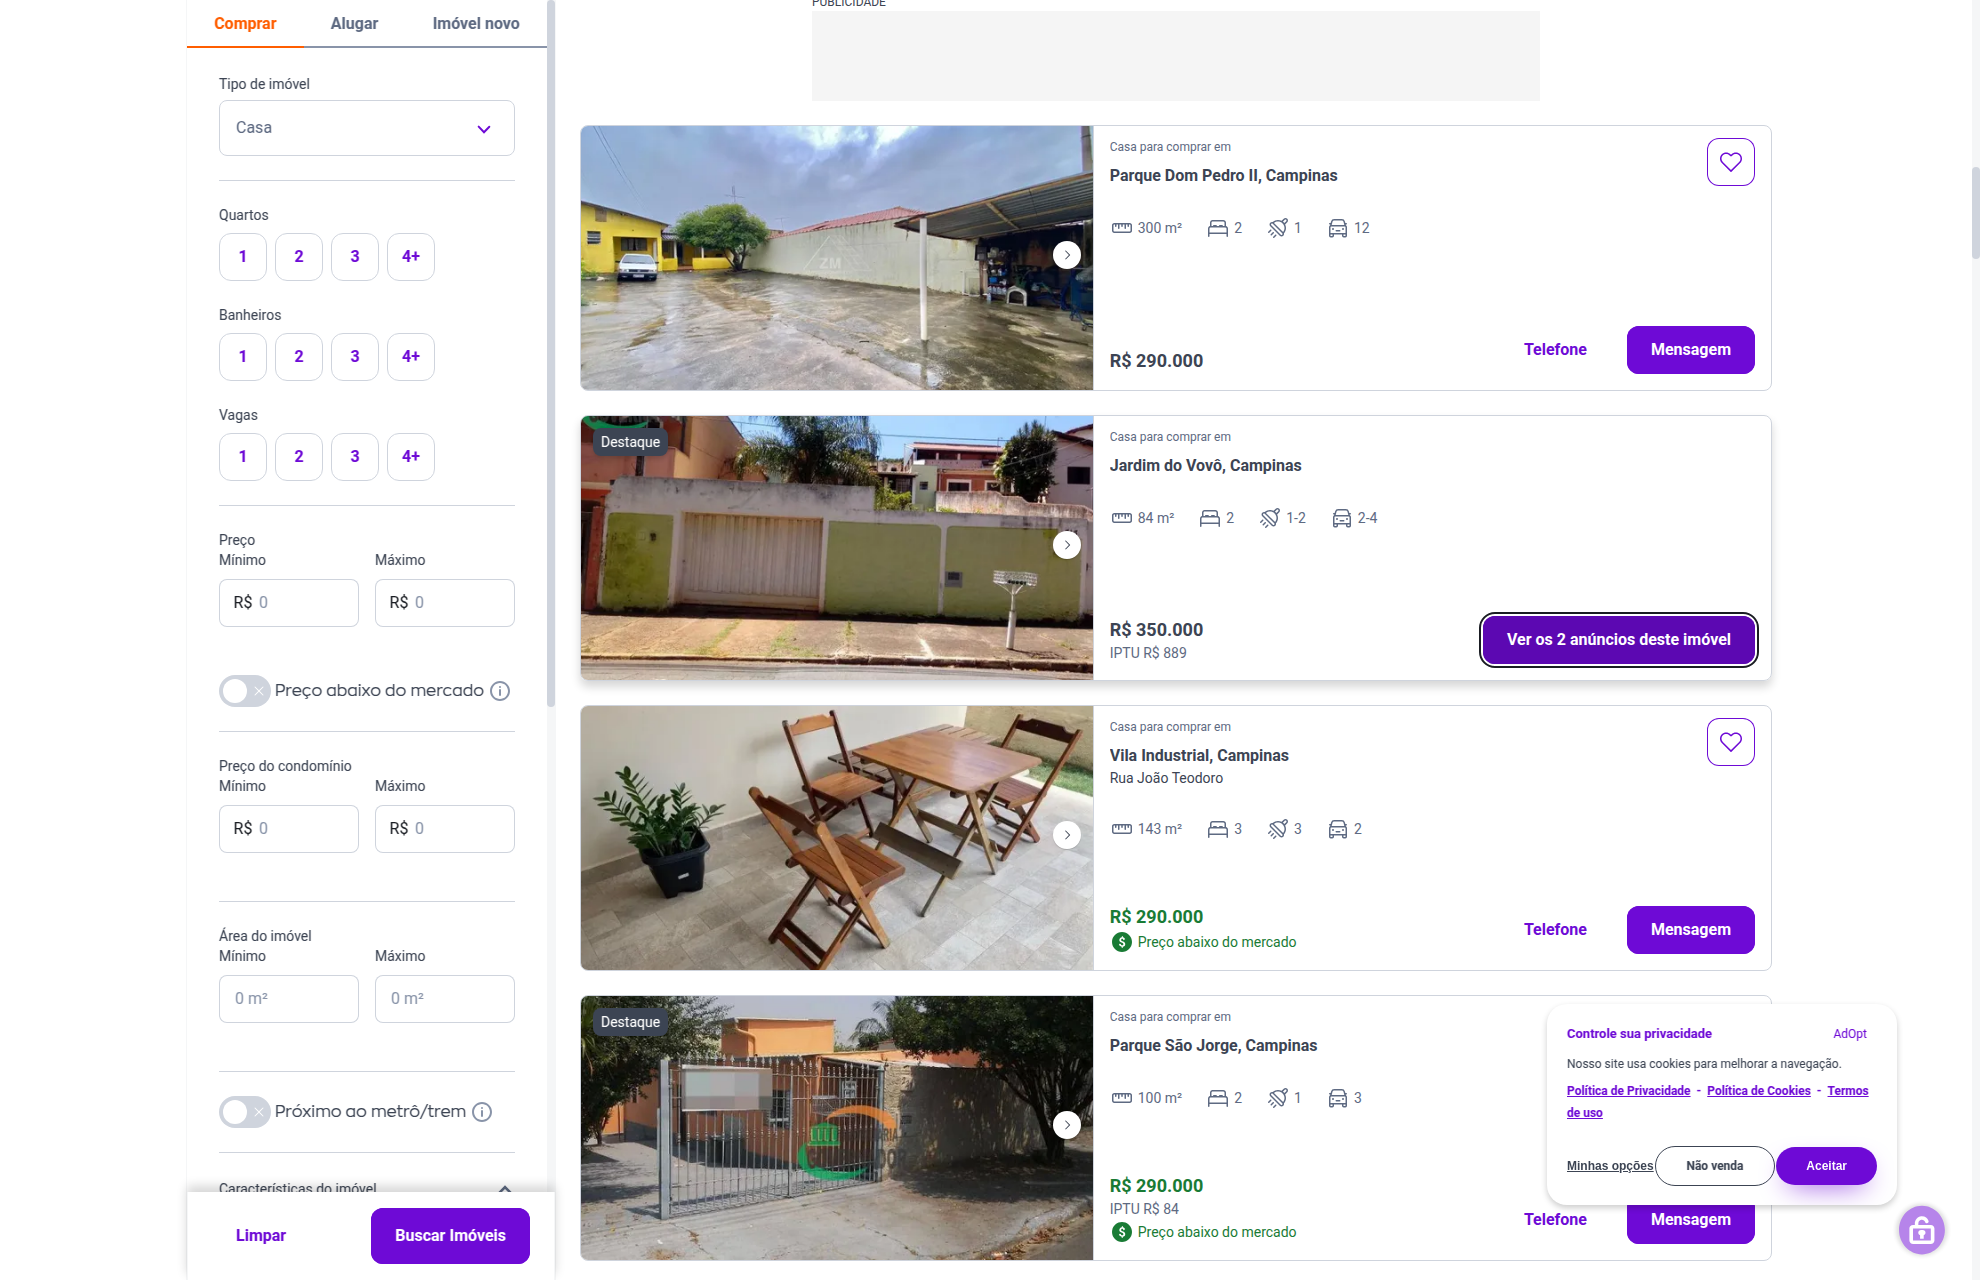 Comprar
Alugar
Imóvel novo
Tipo de imóvel
Casa
Quartos
1
2
3
4+
Banheiros
1
2
3
4+
Vagas
1
2
3
4+
Preço
Mínimo
Máximo
R$ 0
R$ 0
Preço abaixo do mercado
Preço do condomínio
Mínimo
Máximo
R$ 0
R$ 0
Área do imóvel
Mínimo
Máximo
0 m²
0 m²
Próximo ao metrô/trem
Características do imóvel
Limpar
Buscar Imóveis
PUBLICIDADE
ZM
Casa para comprar em
Parque Dom Pedro II, Campinas
300 m²
2
1
12
R$ 290.000
Telefone
Mensagem
Destaque
Casa para comprar em
Jardim do Vovô, Campinas
84 m²
2
1-2
2-4
R$ 350.000
IPTU R$ 889
Ver os 2 anúncios deste imóvel
Casa para comprar em
Vila Industrial, Campinas
Rua João Teodoro
143 m²
3
3
2
R$ 290.000
Preço abaixo do mercado
Telefone
Mensagem
Destaque
Casa para comprar em
Parque São Jorge, Campinas
100 m²
2
1
3
R$ 290.000
IPTU R$ 84
Preço abaixo do mercado
Telefone
Mensagem
Controle sua privacidade
AdOpt
Nosso site usa cookies para melhorar a navegação.
Política de Privacidade - Política de Cookies - Termos
de uso
Minhas opções
Não venda
Aceitar